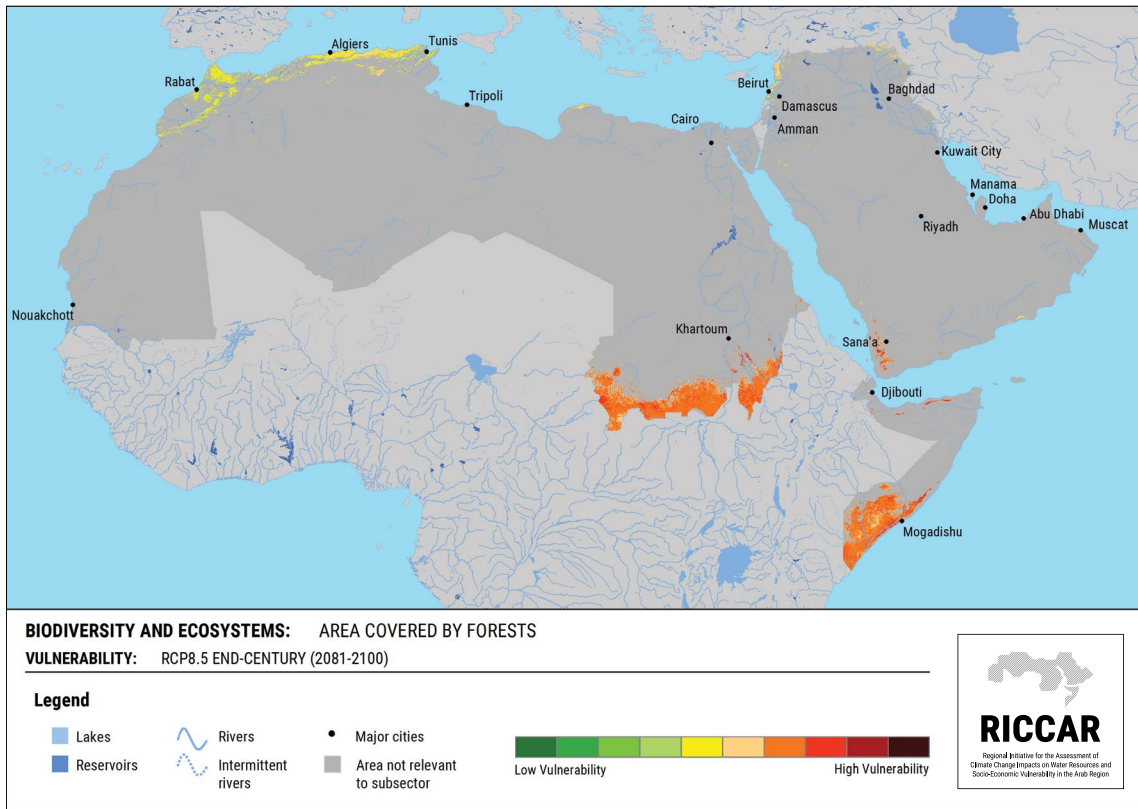 Algiers
Tunis
Rabat
Tripoli
Beirut
Damascus
Baghdad
Cairo
Amman
Kuwait City
Manama
Doha
Abu Dhabi
Riyadh
Muscat
Nouakchott
Khartoum
Sana'a
Djibouti
Mogadishu
BIODIVERSITY AND ECOSYSTEMS: AREA COVERED BY FORESTS
VULNERABILITY: RCP8.5 END-CENTURY (2081-2100)
Legend
Lakes
Rivers
Major cities
Reservoirs
Intermittent
rivers
Area not relevant
to subsector
Low Vulnerability
High Vulnerability
RICCAR
Regional Initiative for the Assessment of
Climate Change Impacts on Water Resources and
Socio-Economic Vulnerability in the Arab Region